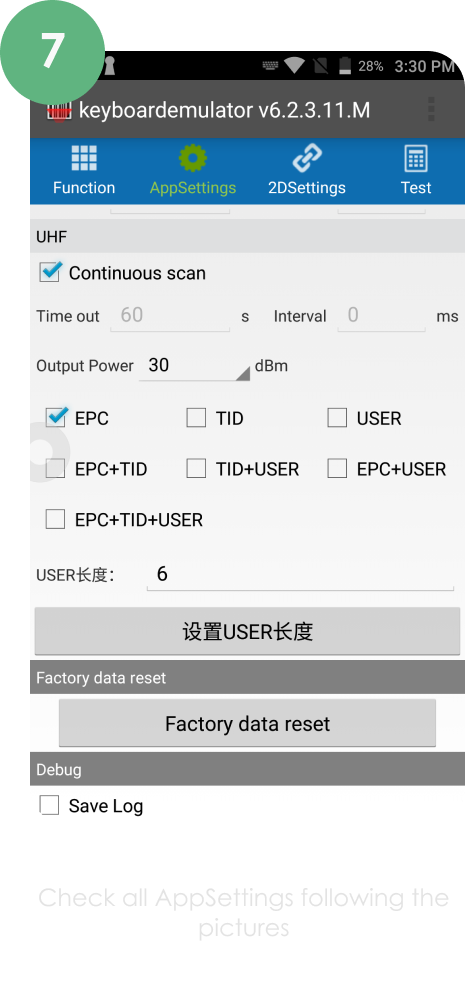 7
28% 3:30 PM
keyboardemulator v6.2.3.11.M
Function AppSettings 2DSettings Test
UHF
Continuous scan
Time out 60 s Interval 0 ms
Output Power 30 dBm
EPC TID USER
EPC+TID TID+USER EPC+USER
EPC+TID+USER
USER长度： 6
设置USER长度
Factory data reset
Factory data reset
Debug
Save Log
Check all AppSettings following the
pictures